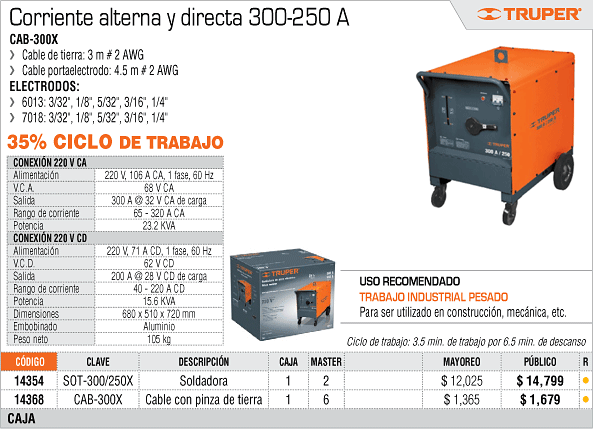 Corriente alterna y directa 300-250 A
TRUPER®
CAB-300X
Cable de tierra: 3 m # 2 AWG
Cable portaelectrodo: 4.5 m # 2 AWG
ELECTRODOS:
6013: 3/32", 1/8", 5/32", 3/16", 1/4"
7018: 3/32", 1/8", 5/32", 3/16", 1/4"
35% CICLO DE TRABAJO
CONEXIÓN 220 V CA
Alimentación 220 V, 106 A CA, 1 fase, 60 Hz
V.C.A. 68 V CA
Salida 300 A @ 32 V CA de carga
Rango de corriente 65 - 320 A CA
Potencia 23.2 KVA
CONEXIÓN 220 V CD
Alimentación 220 V, 71 A CD, 1 fase, 60 Hz
V.C.D. 62 V CD
Salida 200 A @ 28 V CD de carga
Rango de corriente 40 - 220 A CD
Potencia 15.6 KVA
Dimensiones 680 x 510 x 720 mm
Embobinado Aluminio
Peso neto 105 kg
TRUPER
TRUPER
300 A / 250
TRUPER
USO RECOMENDADO
TRABAJO INDUSTRIAL PESADO
Para ser utilizado en construcción, mecánica, etc.
Ciclo de trabajo: 3.5 min. de trabajo por 6.5 min. de descanso
CÓDIGO CLAVE DESCRIPCIÓN CAJA MASTER MAYOREO PÚBLICO R
14354 SOT-300/250X Soldadora 1 2 $ 12,025 $ 14,799
14368 CAB-300X Cable con pinza de tierra 1 6 $ 1,365 $ 1,679
CAJA